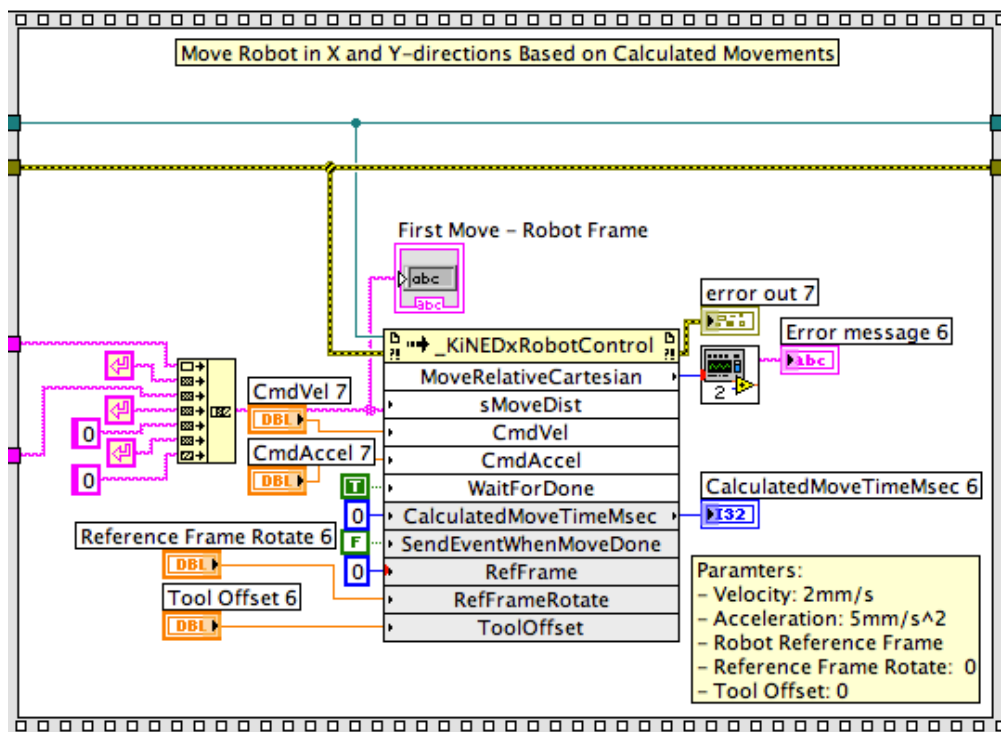 Move Robot in X and Y-directions Based on Calculated Movements
First Move - Robot Frame
abc
abc
error out 7
Error message 6
abc
2
_KiNEDxRobotControl
MoveRelativeCartesian
sMoveDist
CmdVel
CmdAccel
WaitForDone
CalculatedMoveTimeMsec
SendEventWhenMoveDone
RefFrame
RefFrameRotate
ToolOffset
CmdVel 7
DBL
CmdAccel 7
DBL
0
0
T
0
F
0
Reference Frame Rotate 6
DBL
Tool Offset 6
DBL
CalculatedMoveTimeMsec 6
I32
Paramters:
- Velocity: 2mm/s
- Acceleration: 5mm/s^2
- Robot Reference Frame
- Reference Frame Rotate: 0
- Tool Offset: 0